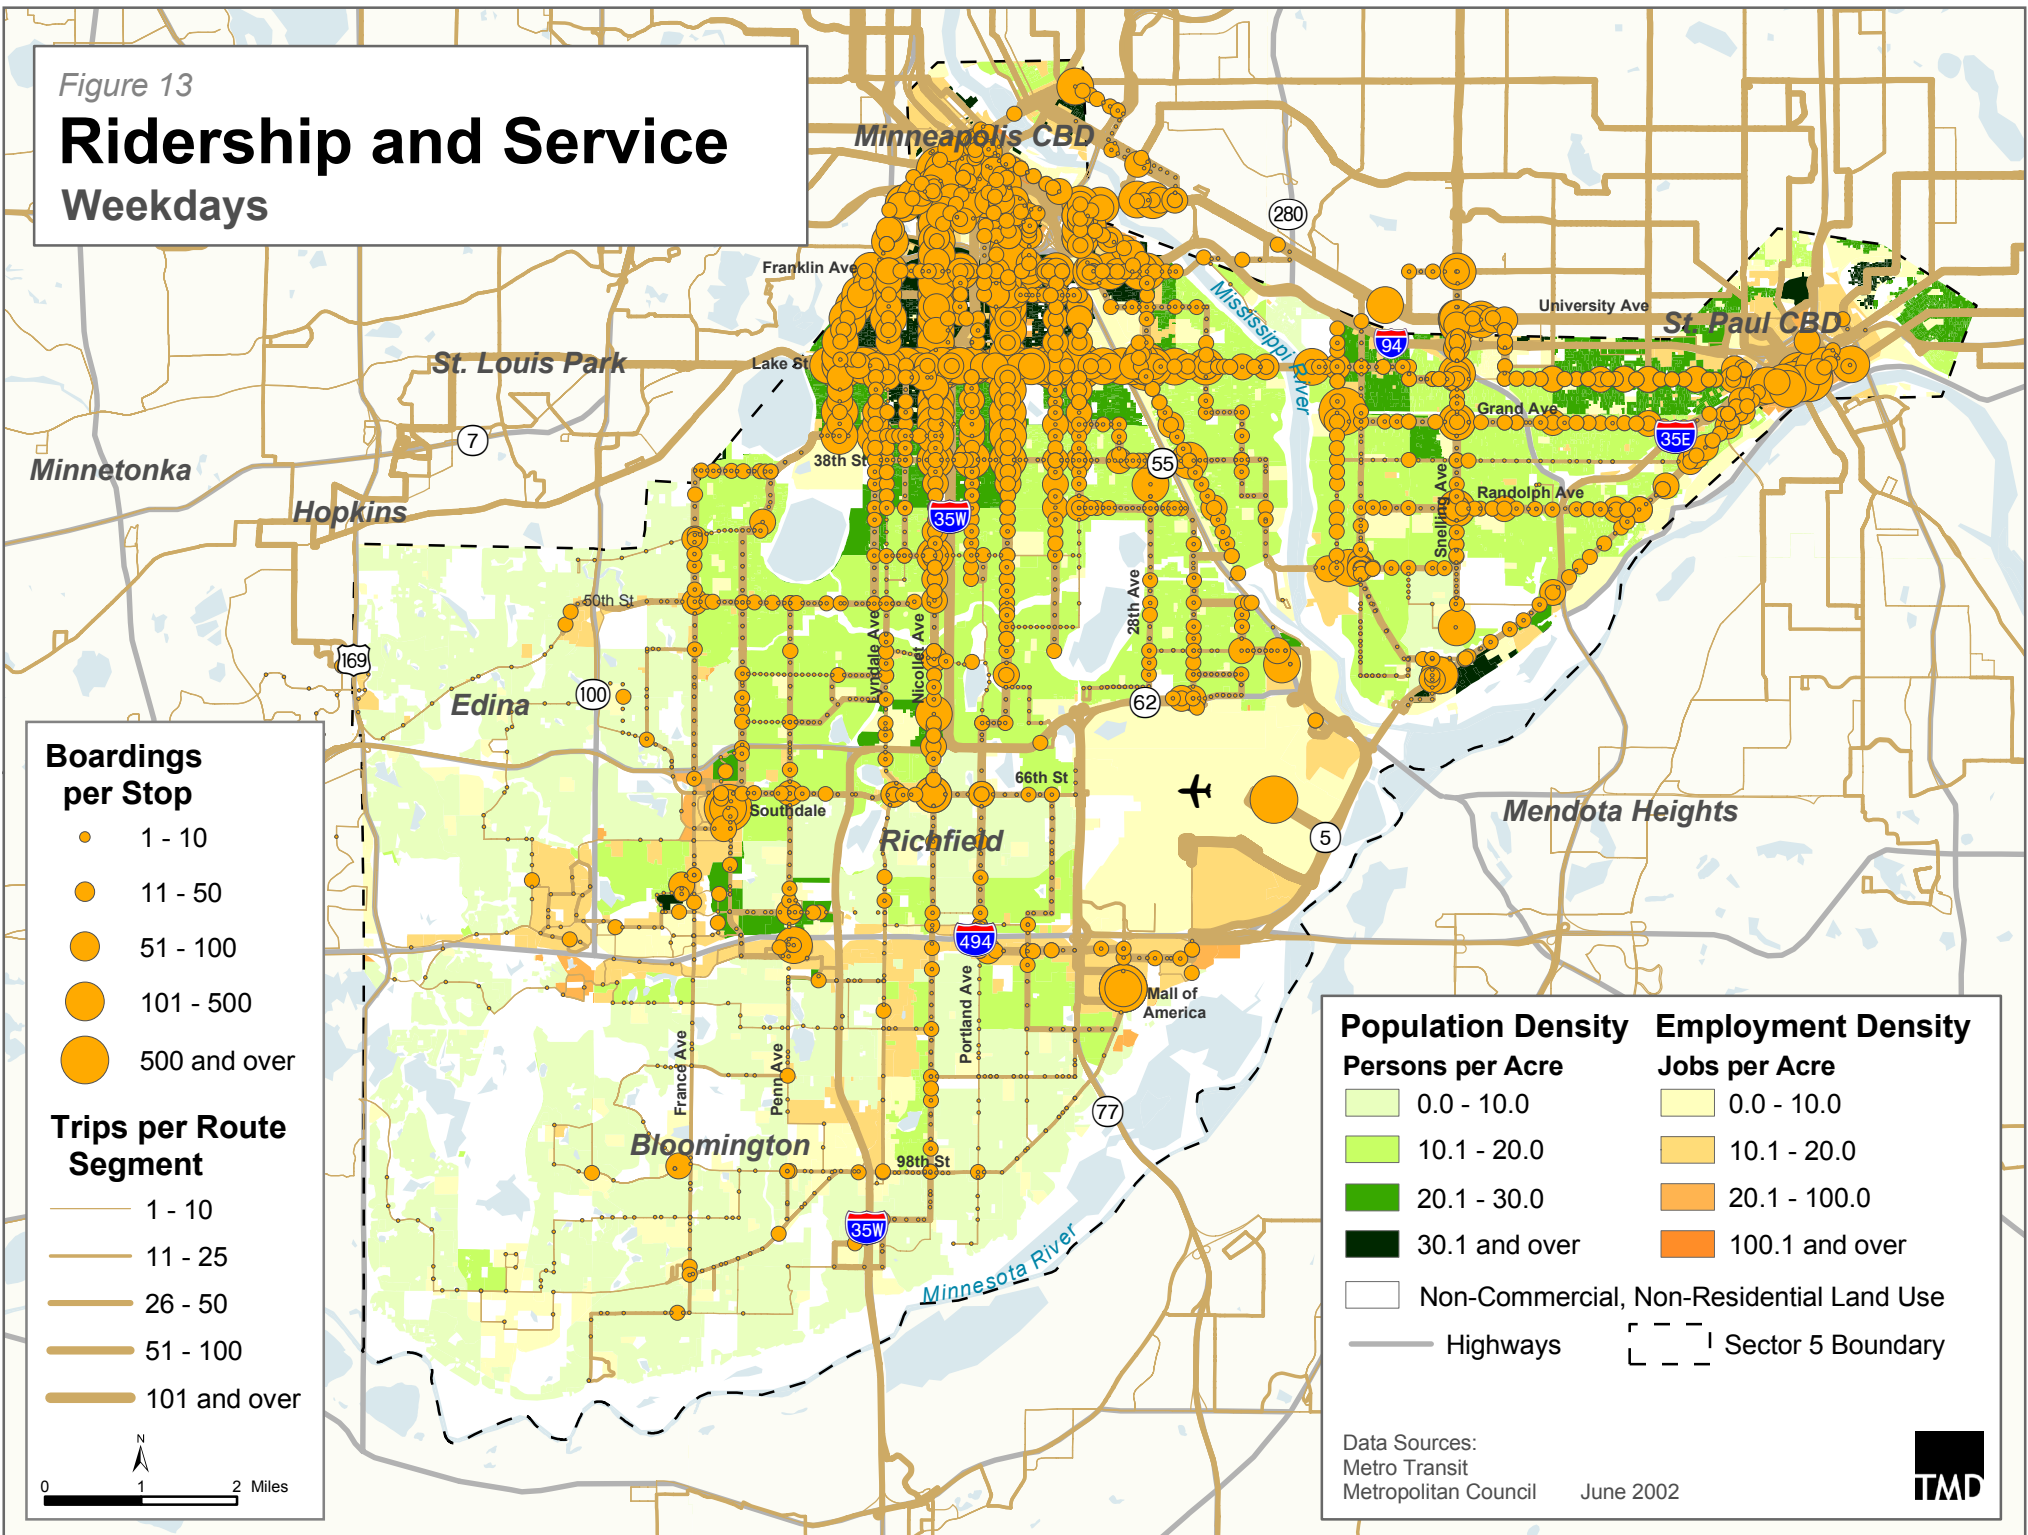 Figure 13
Ridership and Service
Weekdays
Minneapolis CBD
280
Franklin Ave
Mississippi River
University Ave
St. Paul CBD
94
St. Louis Park
Lake St
Grand Ave
35E
7
Minnetonka
38th St
55
Snelling Ave
Randolph Ave
Hopkins
35W
50th St
28th Ave
Lyndale Ave
Nicollet Ave
169
100
Edina
62
66th St
Southdale
Richfield
Mendota Heights
5
494
Portland Ave
Mall of
America
France Ave
Penn Ave
77
Bloomington
98th St
35W
Minnesota River
Boardings
per Stop
1 - 10
11 - 50
51 - 100
101 - 500
500 and over
Trips per Route
Segment
1 - 10
11 - 25
26 - 50
51 - 100
101 and over
N
0 1 2 Miles
Population Density
Persons per Acre
0.0 - 10.0
10.1 - 20.0
20.1 - 30.0
30.1 and over
Employment Density
Jobs per Acre
0.0 - 10.0
10.1 - 20.0
20.1 - 100.0
100.1 and over
Non-Commercial, Non-Residential Land Use
Highways
Sector 5 Boundary
Data Sources:
Metro Transit
Metropolitan Council June 2002
TMD